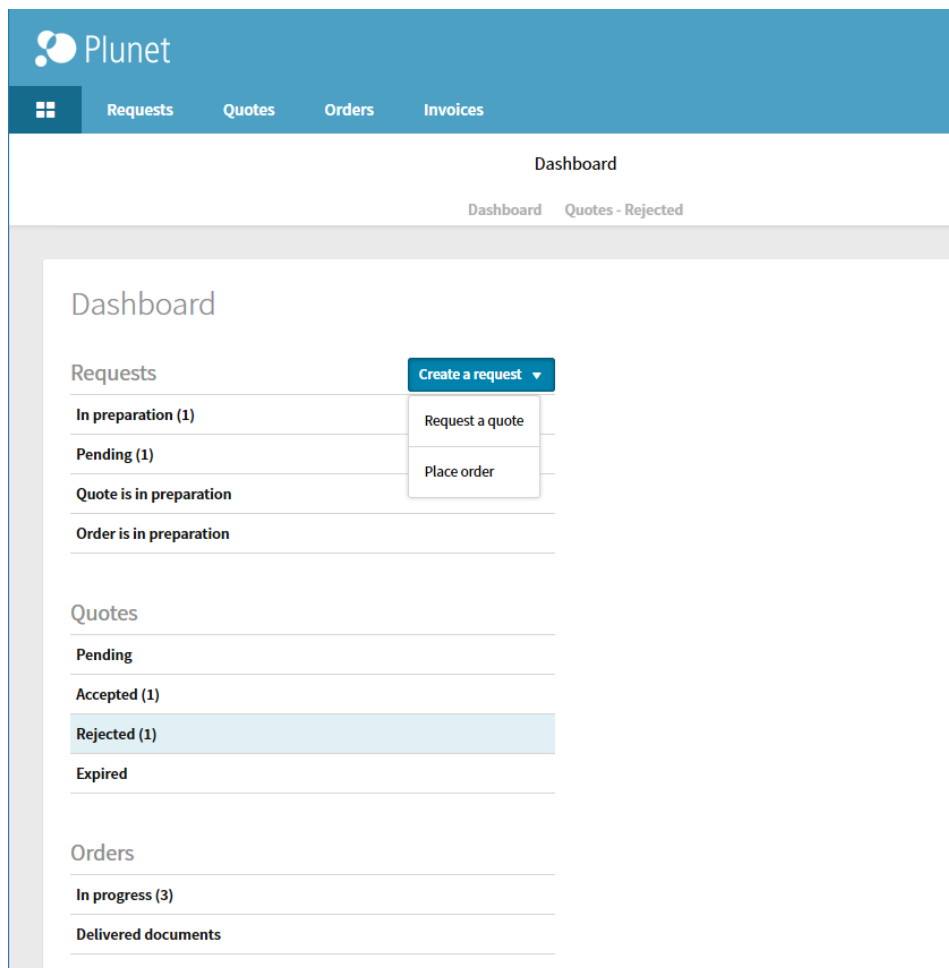 Plunet
Requests Quotes Orders Invoices
Dashboard
Dashboard Quotes - Rejected
Dashboard
Requests
Create a request
In preparation (1)
Request a quote
Pending (1)
Place order
Quote is in preparation
Order is in preparation
Quotes
Pending
Accepted (1)
Rejected (1)
Expired
Orders
In progress (3)
Delivered documents